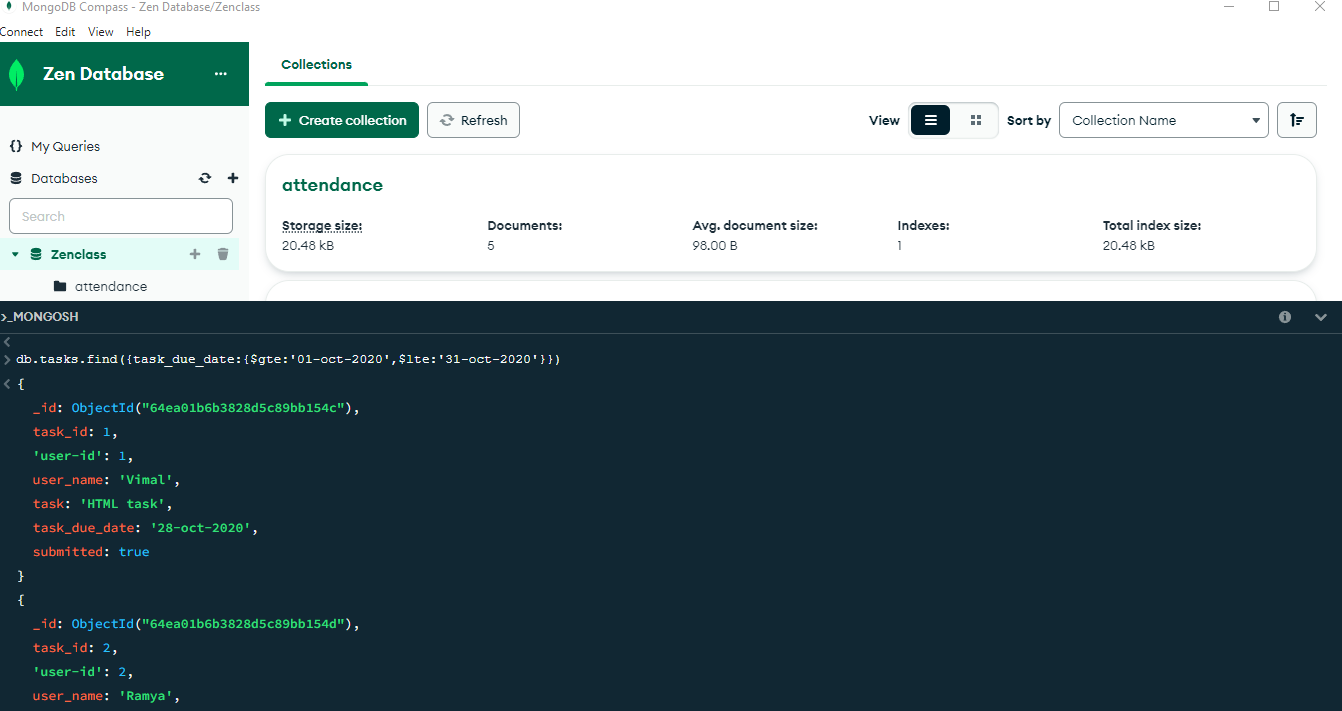 MongoDB Compass - Zen Database/Zenclass
Connect Edit View Help
Zen Database ...
Collections
+ Create collection Refresh View Sort by Collection Name
{} My Queries
Databases
Search
Zenclass
attendance
attendance
Storage size: Documents: Avg. document size: Indexes: Total index size:
20.48 kB 5 98.00 B 1 20.48 kB
>_MONGOSH
<
> db.tasks.find({task_due_date:{$gte:'01-oct-2020',$lte:'31-oct-2020'}})
< {
_id: ObjectId("64ea01b6b3828d5c89bb154c"),
task_id: 1,
'user-id': 1,
user_name: 'Vimal',
task: 'HTML task',
task_due_date: '28-oct-2020',
submitted: true
}
{
_id: ObjectId("64ea01b6b3828d5c89bb154d"),
task_id: 2,
'user-id': 2,
user_name: 'Ramya',